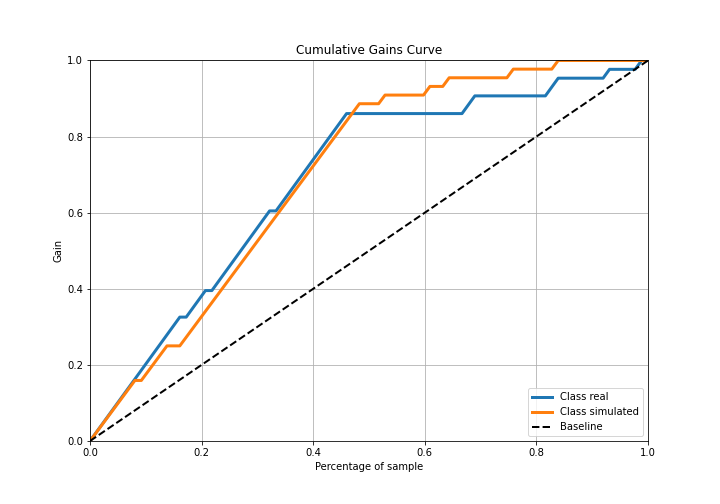 Cumulative Gains Curve
1.0
0.8
0.6
0.4
0.2
0.0
Gain
0.0 0.2 0.4 0.6 0.8 1.0
Percentage of sample
Class real
Class simulated
Baseline